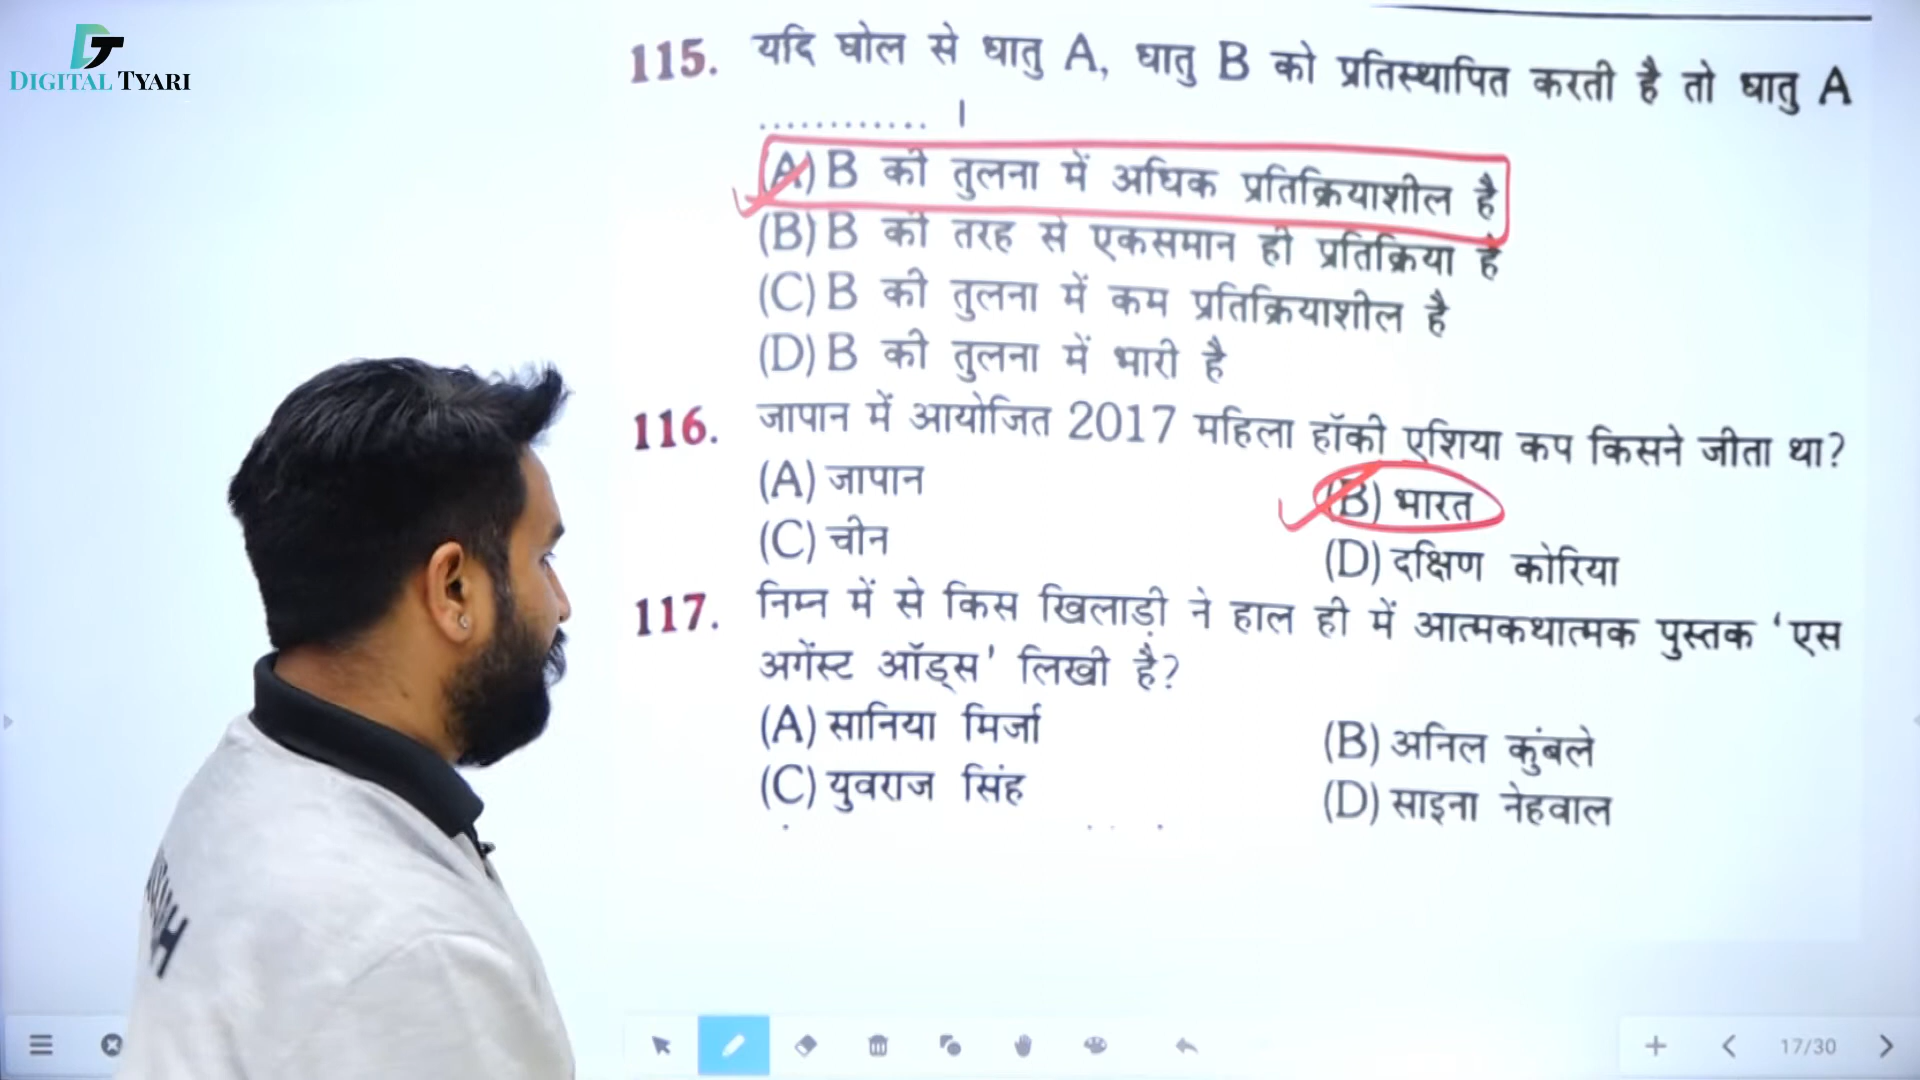 DIGITAL TYARI
115. यदि घोल से धातु A, धातु B को प्रतिस्थापित करती है तो धातु A
............ ।
(A) B की तुलना में अधिक प्रतिक्रियाशील है
(B) B की तरह से एकसमान ही प्रतिक्रिया है
(C) B की तुलना में कम प्रतिक्रियाशील है
(D) B की तुलना में भारी है
116. जापान में आयोजित 2017 महिला हॉकी एशिया कप किसने जीता था?
(A) जापान (B) भारत
(C) चीन (D) दक्षिण कोरिया
117. निम्न में से किस खिलाड़ी ने हाल ही में आत्मकथात्मक पुस्तक ‘एस
अगेंस्ट ऑड्स' लिखी है?
(A) सानिया मिर्जा (B) अनिल कुंबले
(C) युवराज सिंह (D) साइना नेहवाल
17/30